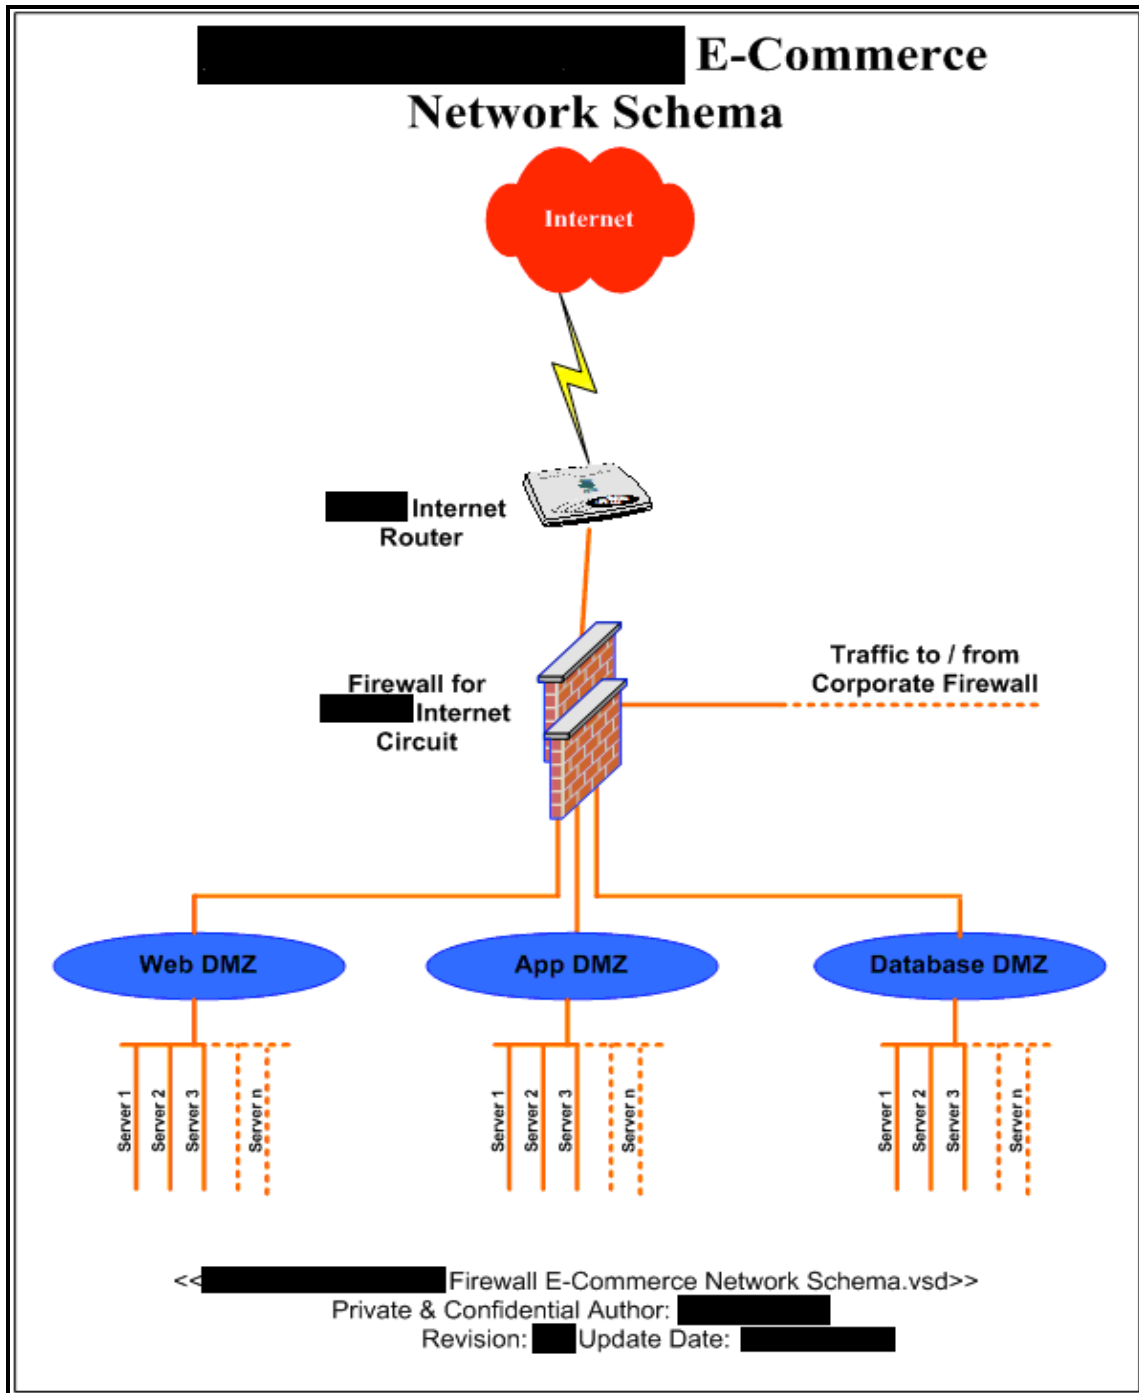 E-Commerce
Network Schema
Internet
Internet
Router
Firewall for
Internet
Circuit
Traffic to / from
Corporate Firewall
Web DMZ
App DMZ
Database DMZ
Server 1
Server 2
Server 3
Server n
Server 1
Server 2
Server 3
Server n
Server 1
Server 2
Server 3
Server n
<< Firewall E-Commerce Network Schema.vsd>>
Private & Confidential Author:
Revision: Update Date: